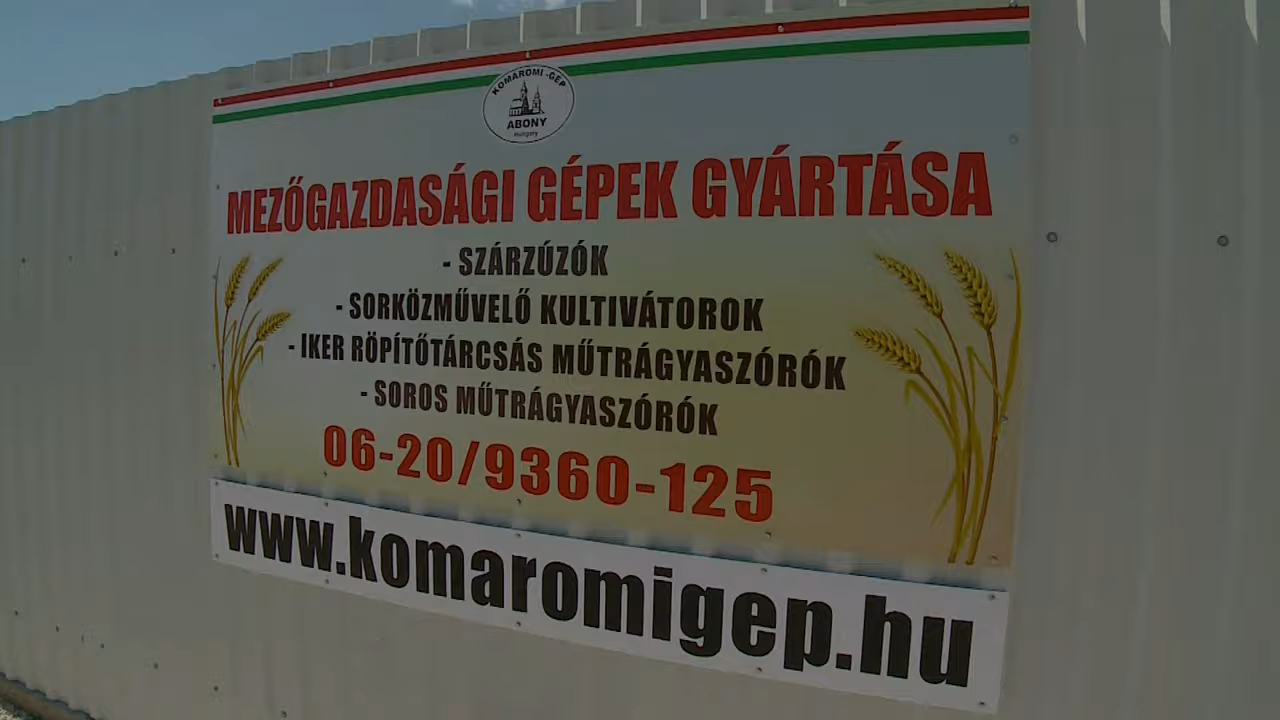 KOMAROMI-GÉP
ABONY
Hungary
MEZŐGAZDASÁGI GÉPEK GYÁRTÁSA
- SZÁRZÚZÓK
- SORKÖZMŰVELŐ KULTIVÁTOROK
- IKER RÖPÍTŐTÁRCSÁS MŰTRÁGYASZÓRÓK
- SOROS MŰTRÁGYASZÓRÓK
06-20/9360-125
www.komaromigep.hu